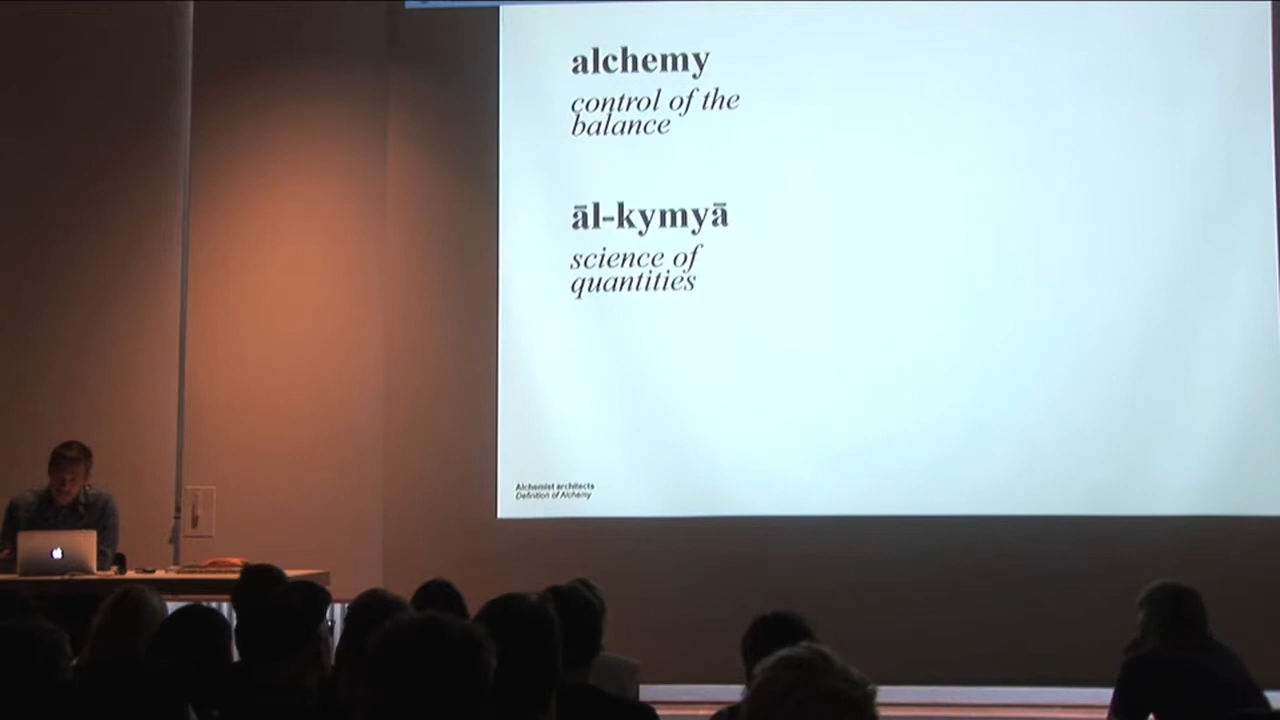 alchemy
control of the
balance
āl-kymyā
science of
quantities
Alchemist architects
Definition of Alchemy